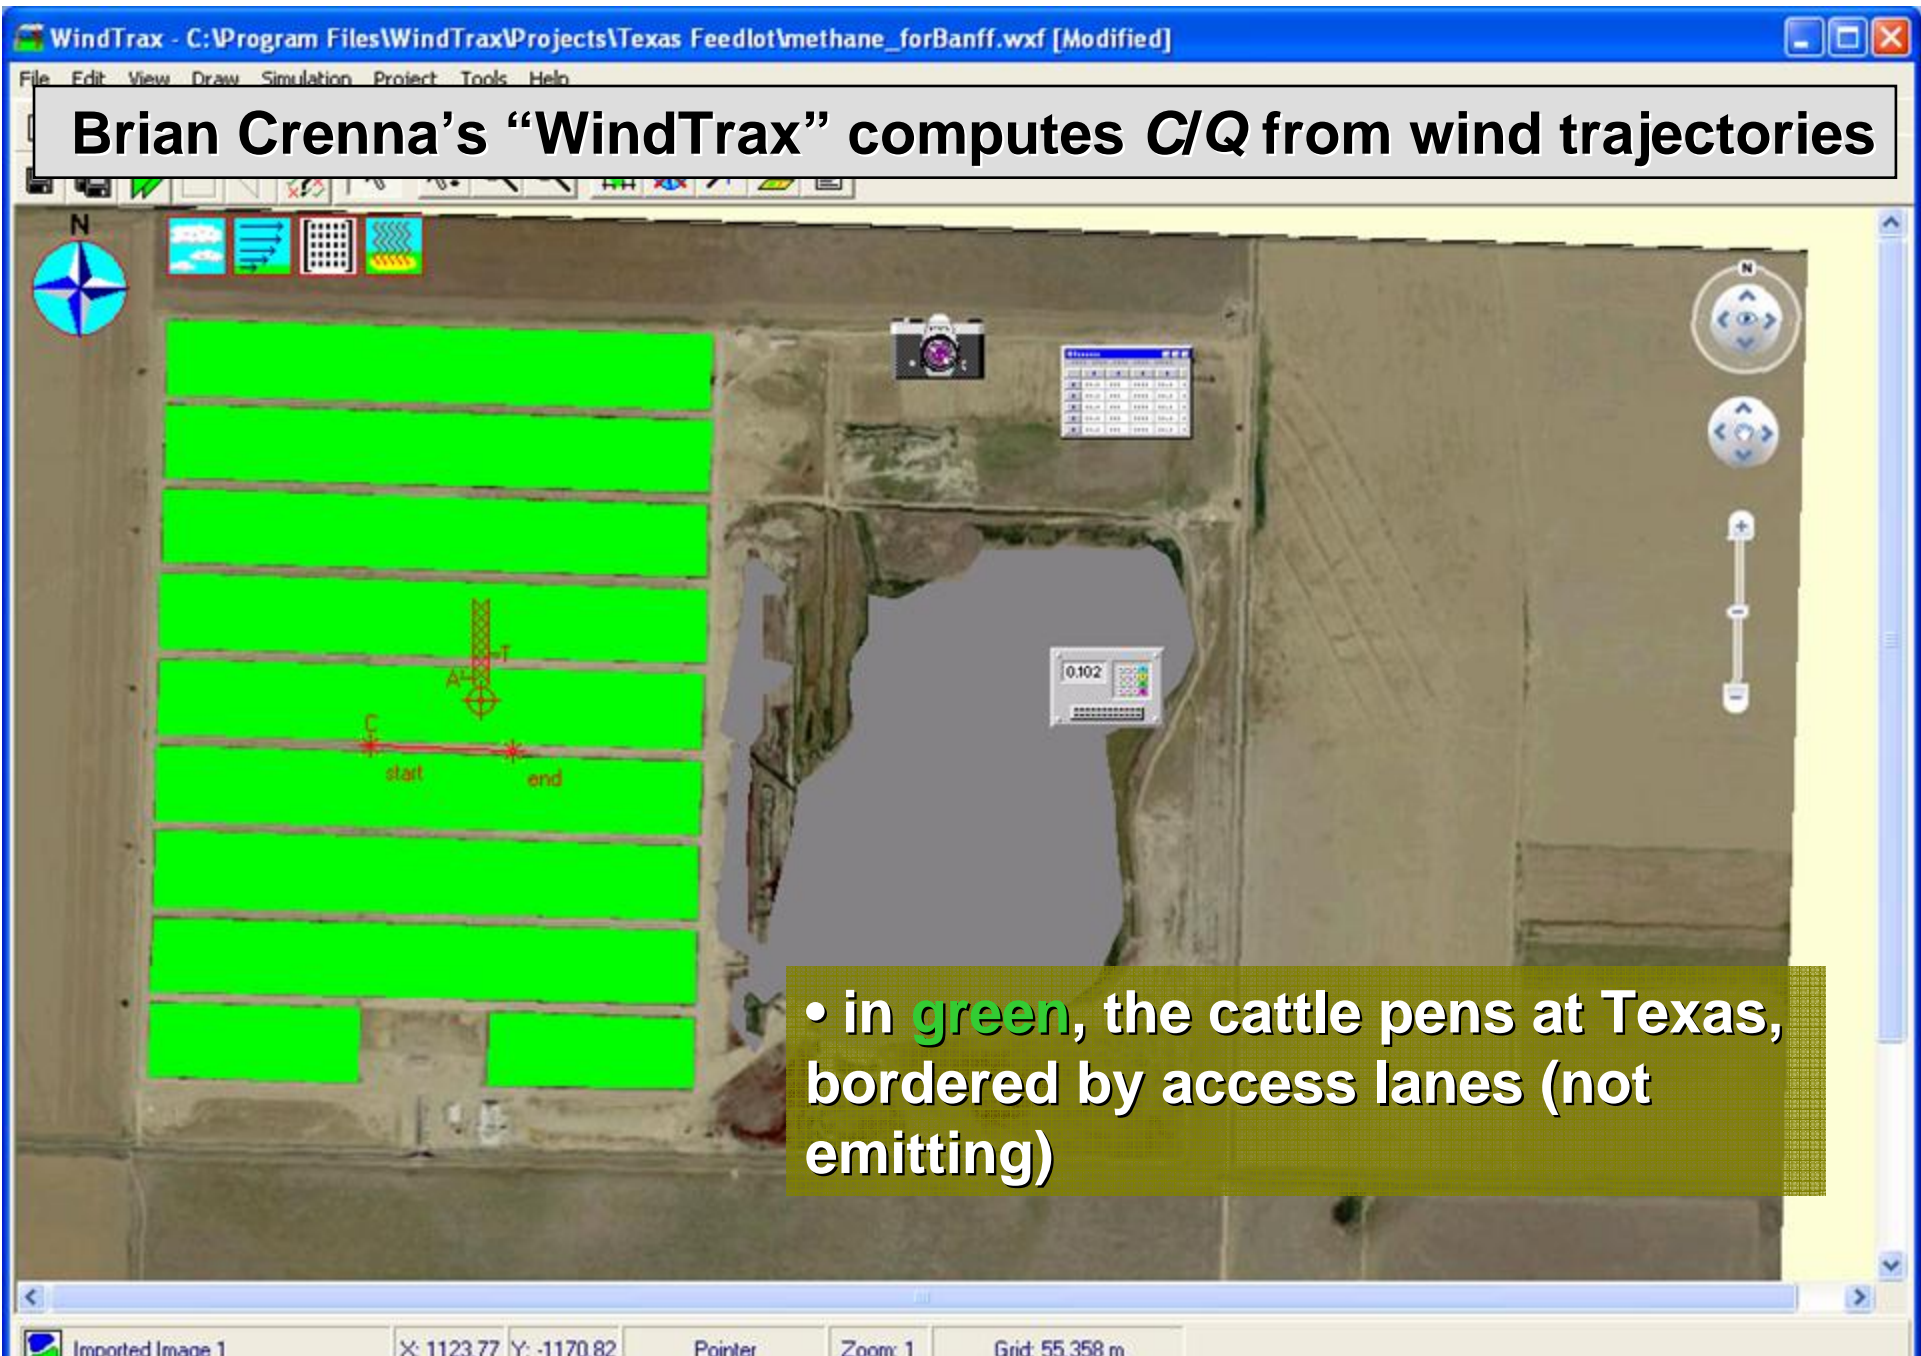 WindTrax - C:\Program Files\WindTrax\Projects\Texas Feedlot\methane_forBanff.wxf [Modified]
File Edit View Draw Simulation Project Tools Help
Brian Crenna's “WindTrax” computes C/Q from wind trajectories
N
N
T
A
C
start
end
0.102
• in green, the cattle pens at Texas,
bordered by access lanes (not
emitting)
Imported Image 1 X: 1123.77 Y: -1170.82 Pointer Zoom: 1 Grid: 55.358 m